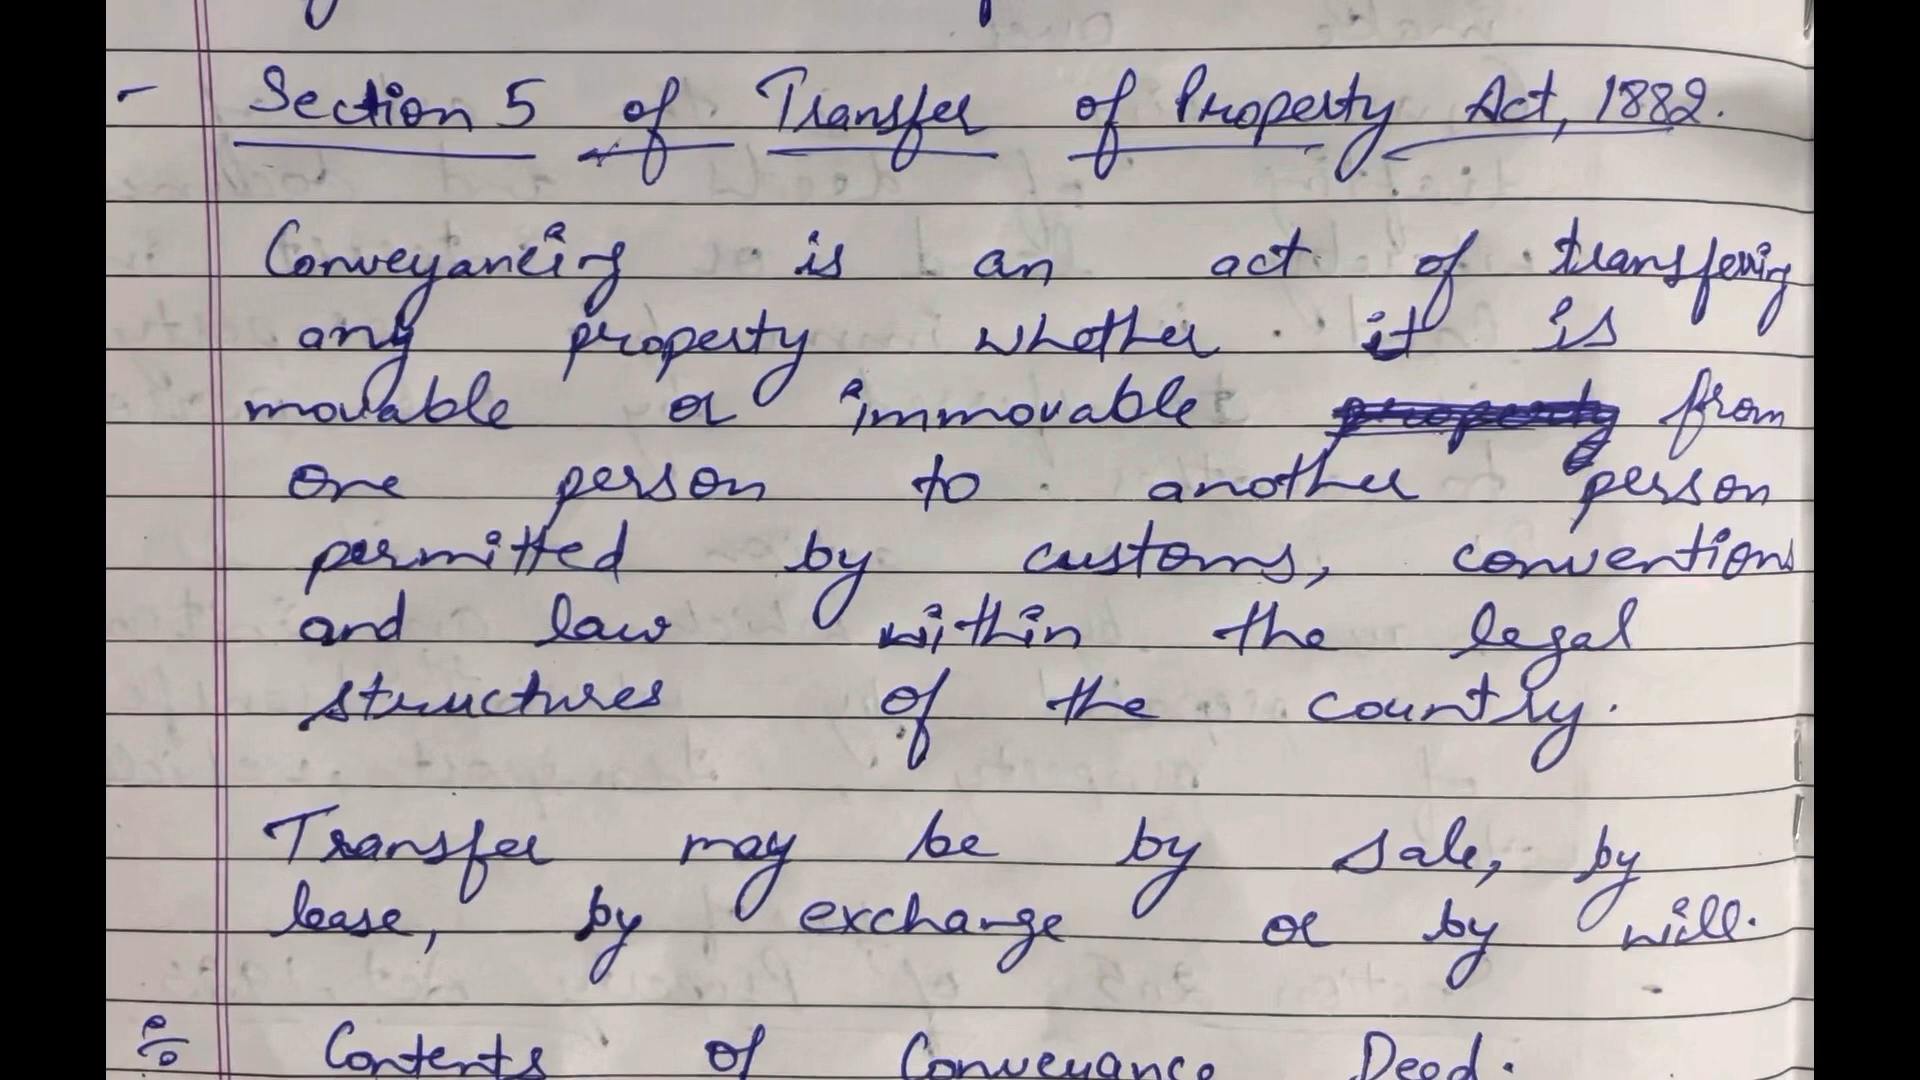 - Section 5 of Transfer of Property Act, 1882.
Conveyancing is an act of transfering
any property whether it is
movable or immovable property from
one person to another person
permitted by customs, conventions
and law within the legal
structures of the country.
Transfer may be by sale, by
lease, by exchange or by will.
Contents of Conveyance Deed.